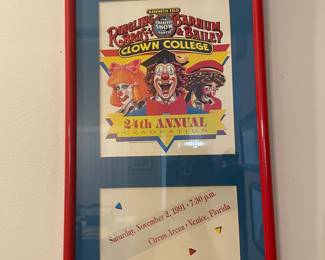 KENNETH FELD
RINGLING BROS. AND BARNUM & BAILEY
THE GREATEST SHOW ON EARTH
CLOWN COLLEGE
24th ANNUAL
GRADUATION
Saturday, November 2, 1991 • 7:30 p.m.
Circus Arena • Venice, Florida